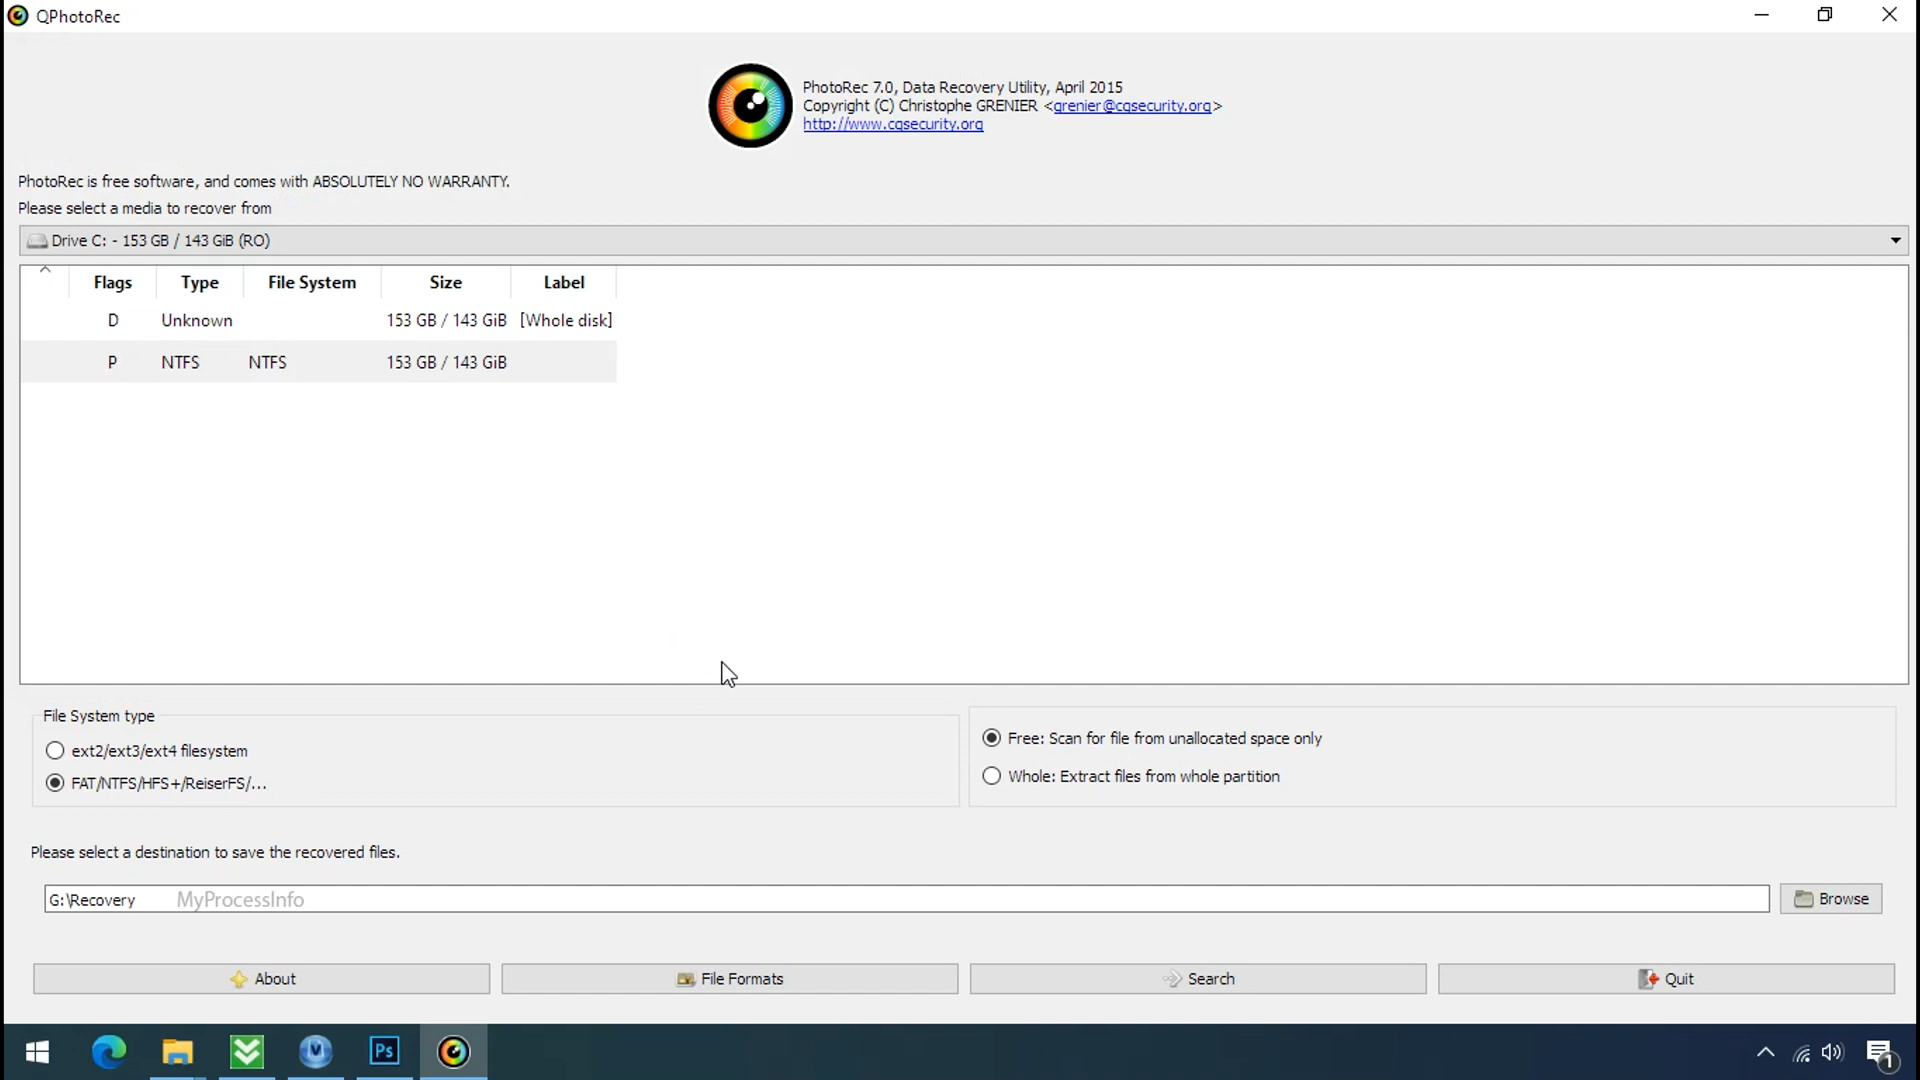 QPhotoRec
PhotoRec 7.0, Data Recovery Utility, April 2015
Copyright (C) Christophe GRENIER <grenier@cgsecurity.org>
http://www.cgsecurity.org
PhotoRec is free software, and comes with ABSOLUTELY NO WARRANTY.
Please select a media to recover from
Drive C: - 153 GB / 143 GiB (RO)
Flags Type File System Size Label
D Unknown 153 GB / 143 GiB [Whole disk]
P NTFS NTFS 153 GB / 143 GiB
File System type
ext2/ext3/ext4 filesystem
FAT/NTFS/HFS+/ReiserFS/...
Free: Scan for file from unallocated space only
Whole: Extract files from whole partition
Please select a destination to save the recovered files.
G:\Recovery MyProcessInfo
Browse
About File Formats Search Quit
M Ps 1